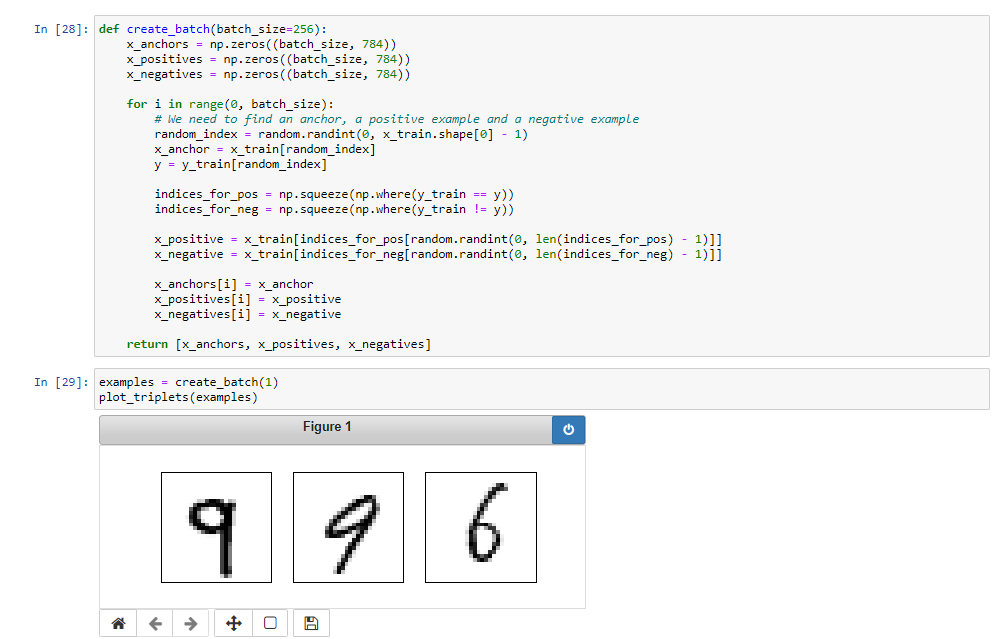 In [28]: def create_batch(batch_size=256):
    x_anchors = np.zeros((batch_size, 784))
    x_positives = np.zeros((batch_size, 784))
    x_negatives = np.zeros((batch_size, 784))

    for i in range(0, batch_size):
        # We need to find an anchor, a positive example and a negative example
        random_index = random.randint(0, x_train.shape[0] - 1)
        x_anchor = x_train[random_index]
        y = y_train[random_index]

        indices_for_pos = np.squeeze(np.where(y_train == y))
        indices_for_neg = np.squeeze(np.where(y_train != y))

        x_positive = x_train[indices_for_pos[random.randint(0, len(indices_for_pos) - 1)]]
        x_negative = x_train[indices_for_neg[random.randint(0, len(indices_for_neg) - 1)]]

        x_anchors[i] = x_anchor
        x_positives[i] = x_positive
        x_negatives[i] = x_negative

    return [x_anchors, x_positives, x_negatives]
In [29]: examples = create_batch(1)
plot_triplets(examples)
Figure 1
9 9 6